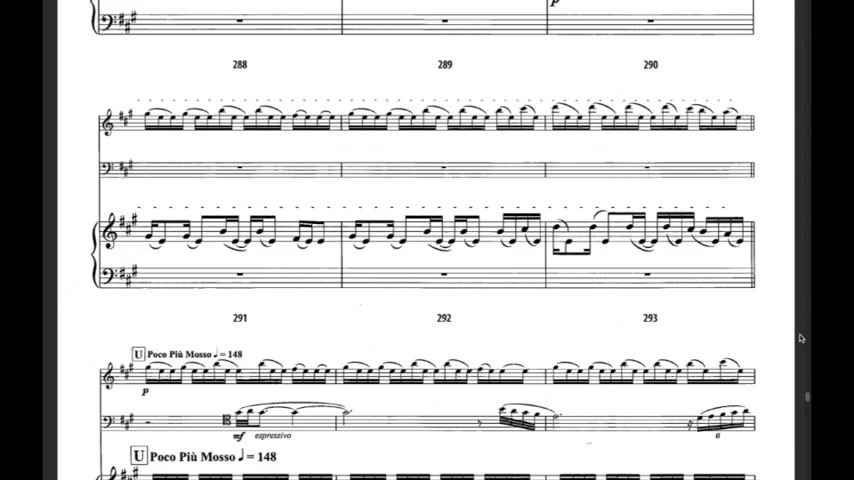 p
288 289 290
291 292 293
U Poco Più Mosso ♩ = 148
p
mf espressivo
6
U Poco Più Mosso ♩ = 148